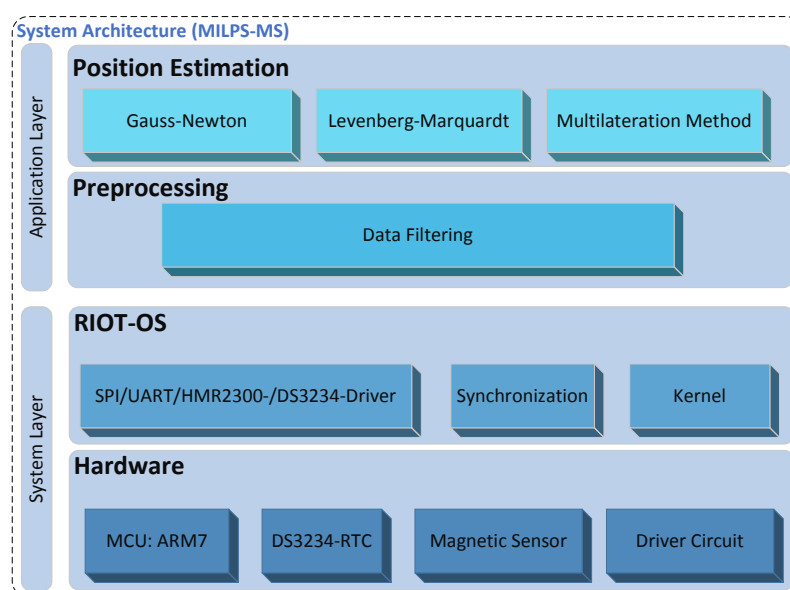 System Architecture (MILPS-MS)
Application Layer
Position Estimation
Gauss-Newton
Levenberg-Marquardt
Multilateration Method
Preprocessing
Data Filtering
System Layer
RIOT-OS
SPI/UART/HMR2300-/DS3234-Driver
Synchronization
Kernel
Hardware
MCU: ARM7
DS3234-RTC
Magnetic Sensor
Driver Circuit